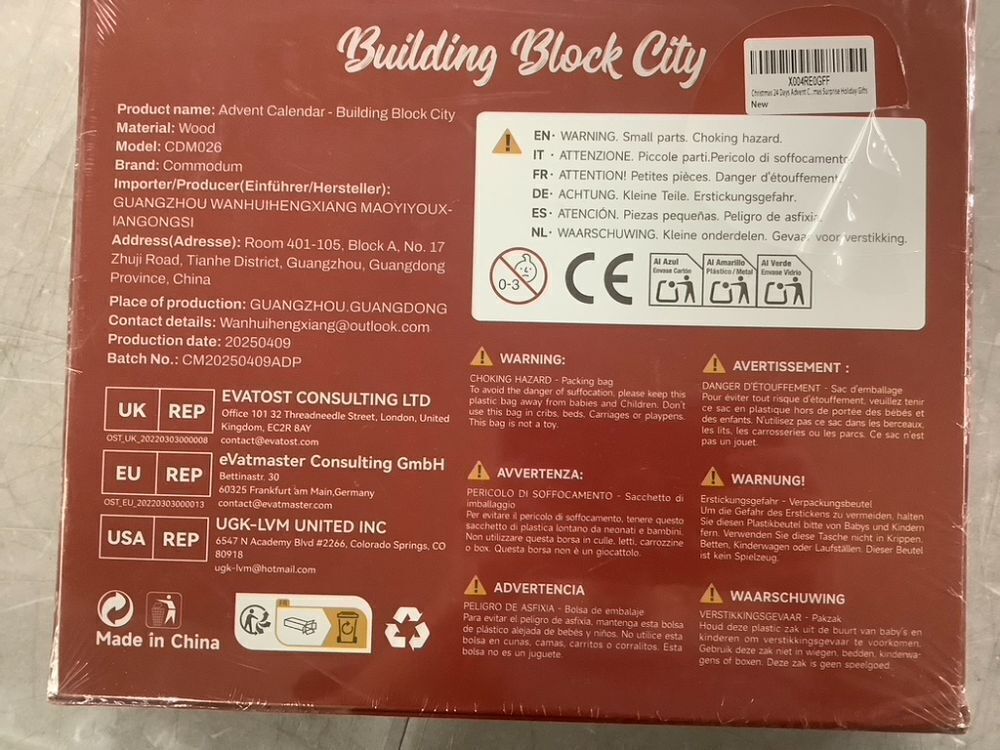 Building Block City
X004RE0GFF
Christmas 24 Days Advent C...mas Surprise Holiday Gifts
New
Product name: Advent Calendar - Building Block City
Material: Wood
Model: CDM026
Brand: Commodum
Importer/Producer(Einführer/Hersteller):
GUANGZHOU WANHUIHENGXIANG MAOYIYOUX-
IANGONGSI
Address(Adresse): Room 401-105, Block A, No. 17
Zhuji Road, Tianhe District, Guangzhou, Guangdong
Province, China
Place of production: GUANGZHOU.GUANGDONG
Contact details: Wanhuihengxiang@outlook.com
Production date: 20250409
Batch No.: CM20250409ADP
EN· WARNING. Small parts. Choking hazard.
IT · ATTENZIONE. Piccole parti.Pericolo di soffocamento.
FR· ATTENTION! Petites pièces. Danger d'étouffement
DE· ACHTUNG. Kleine Teile. Erstickungsgefahr.
ES· ATENCIÓN. Piezas pequeñas. Peligro de asfixia.
NL· WAARSCHUWING. Kleine onderdelen. Gevaar voor verstikking.
0-3
CE
Al Azul
Envase Cartón
Al Amarillo
Plástico / Metal
Al Verde
Envase Vidrio
UK REP
OST_UK_20220303000008
EVATOST CONSULTING LTD
Office 101 32 Threadneedle Street, London, United
Kingdom, EC2R 8AY
contact@evatost.com
EU REP
OST_EU_20220303000013
eVatmaster Consulting GmbH
Bettinastr. 30
60325 Frankfurt am Main,Germany
contact@evatmaster.com
USA REP
UGK-LVM UNITED INC
6547 N Academy Blvd #2266, Colorado Springs, CO
80918
ugk-lvm@hotmail.com
FR
Made in China
WARNING:
CHOKING HAZARD - Packing bag
To avoid the danger of suffocation, please keep this
plastic bag away from babies and Children. Don't
use this bag in cribs, beds, Carriages or playpens.
This bag is not a toy.
AVERTISSEMENT :
DANGER D'ÉTOUFFEMENT - Sac d'emballage
Pour éviter tout risque d'étouffement, veuillez tenir
ce sac en plastique hors de portée des bébés et
des enfants. N'utilisez pas ce sac dans les berceaux,
les lits, les carrosseries ou les parcs. Ce sac n'est
pas un jouet.
AVVERTENZA:
PERICOLO DI SOFFOCAMENTO - Sacchetto di
imballaggio
Per evitare il pericolo di soffocamento, tenere questo
sacchetto di plastica lontano da neonati e bambini.
Non utilizzare questa borsa in culle, letti, carrozzine
o box. Questa borsa non è un giocattolo.
WARNUNG!
Erstickungsgefahr - Verpackungsbeutel
Um die Gefahr des Erstickens zu vermeiden, halten
Sie diesen Plastikbeutel bitte von Babys und Kindern
fern. Verwenden Sie diese Tasche nicht in Krippen,
Betten, Kinderwagen oder Laufställen. Dieser Beutel
ist kein Spielzeug.
ADVERTENCIA
PELIGRO DE ASFIXIA - Bolsa de embalaje
Para evitar el peligro de asfixia, mantenga esta bolsa
de plástico alejada de bebés y niños. No utilice esta
bolsa en cunas, camas, carritos o corralitos. Esta
bolsa no es un juguete.
WAARSCHUWING
VERSTIKKINGSGEVAAR - Pakzak
Houd deze plastic zak uit de buurt van baby's en
kinderen om verstikkingsgevaar te voorkomen.
Gebruik deze zak niet in wiegen, bedden, kinderwa-
gens of boxen. Deze zak is geen speelgoed.